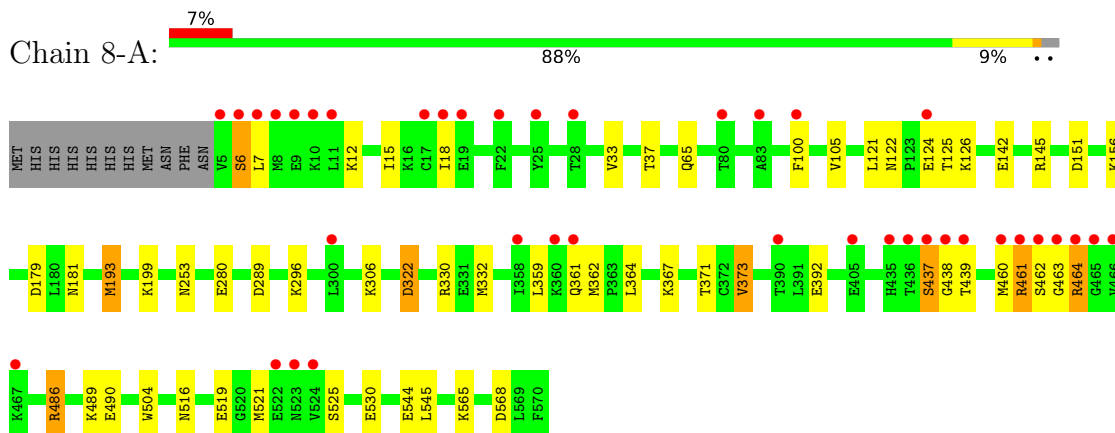 7%
Chain 8-A:
88% 9% • •
MET HIS HIS HIS HIS HIS HIS MET ASN PHE ASN V5 S6 L7 M8 E9 K10 L11 K12 I15 K16 C17 I18 E19 F22 Y25 T28 V33 T37 Q65 T80 A83 F100 V105 L121 N122 P123 E124 T125 K126 E142 R145 D151 K156
D179 L180 N181 M193 K199 N253 E280 D289 K296 L300 K306 D322 R330 E331 M332 I358 L359 K360 Q361 M362 P363 L364 K367 T371 C372 V373 T390 L391 E392 E405 H435 T436 S437 G438 T439 M460 R461 S462 G463 R464 G465 V466
K467 R486 K489 E490 W504 N516 E519 G520 M521 E522 N523 V524 S525 E530 E544 L545 K565 D568 L569 F570